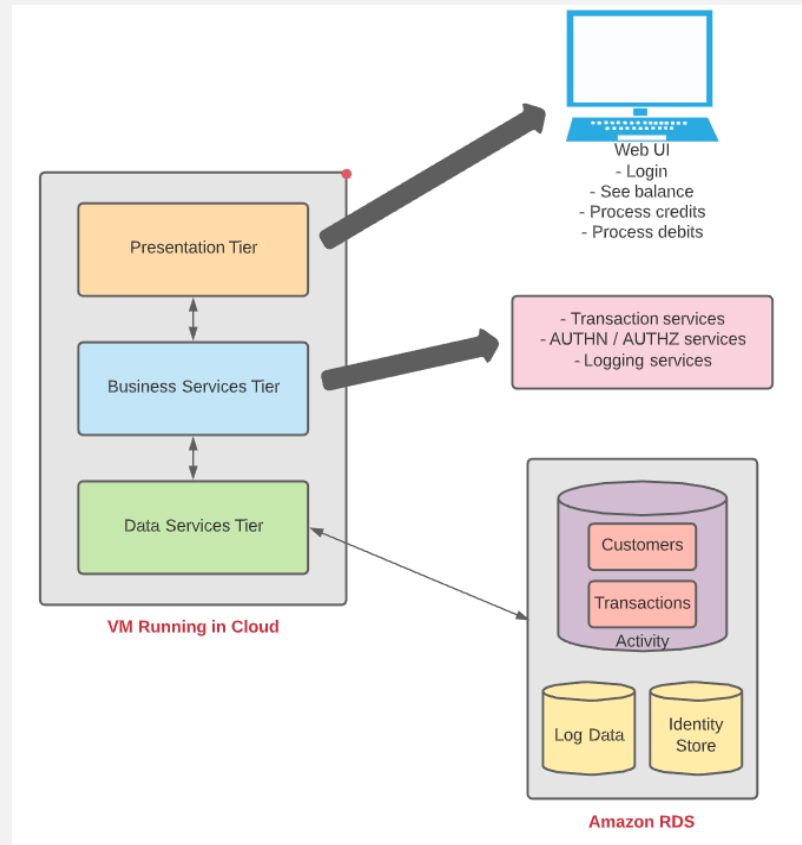 Web UI
- Login
- See balance
- Process credits
- Process debits
Presentation Tier
- Transaction services
- AUTHN / AUTHZ services
- Logging services
Business Services Tier
Data Services Tier
VM Running in Cloud
Customers
Transactions
Activity
Log Data
Identity
Store
Amazon RDS